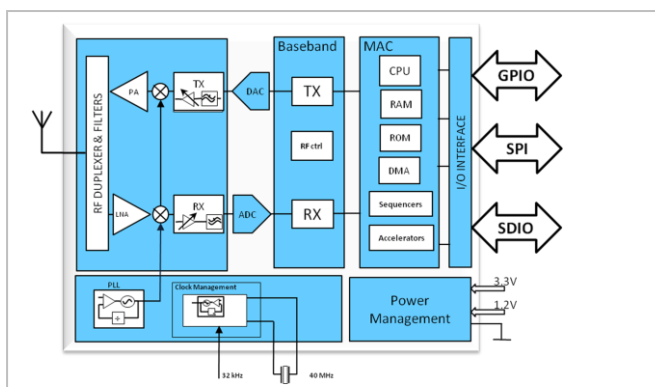 Baseband
MAC
RF DUPLEXER & FILTERS
PA
TX
DAC
TX
CPU
RAM
ROM
DMA
RF ctrl
LNA
RX
ADC
RX
Sequencers
Accelerators
I/O INTERFACE
GPIO
SPI
SDIO
PLL
Clock Management
Power
Management
3.3V
1.2V
32 kHz
40 MHz